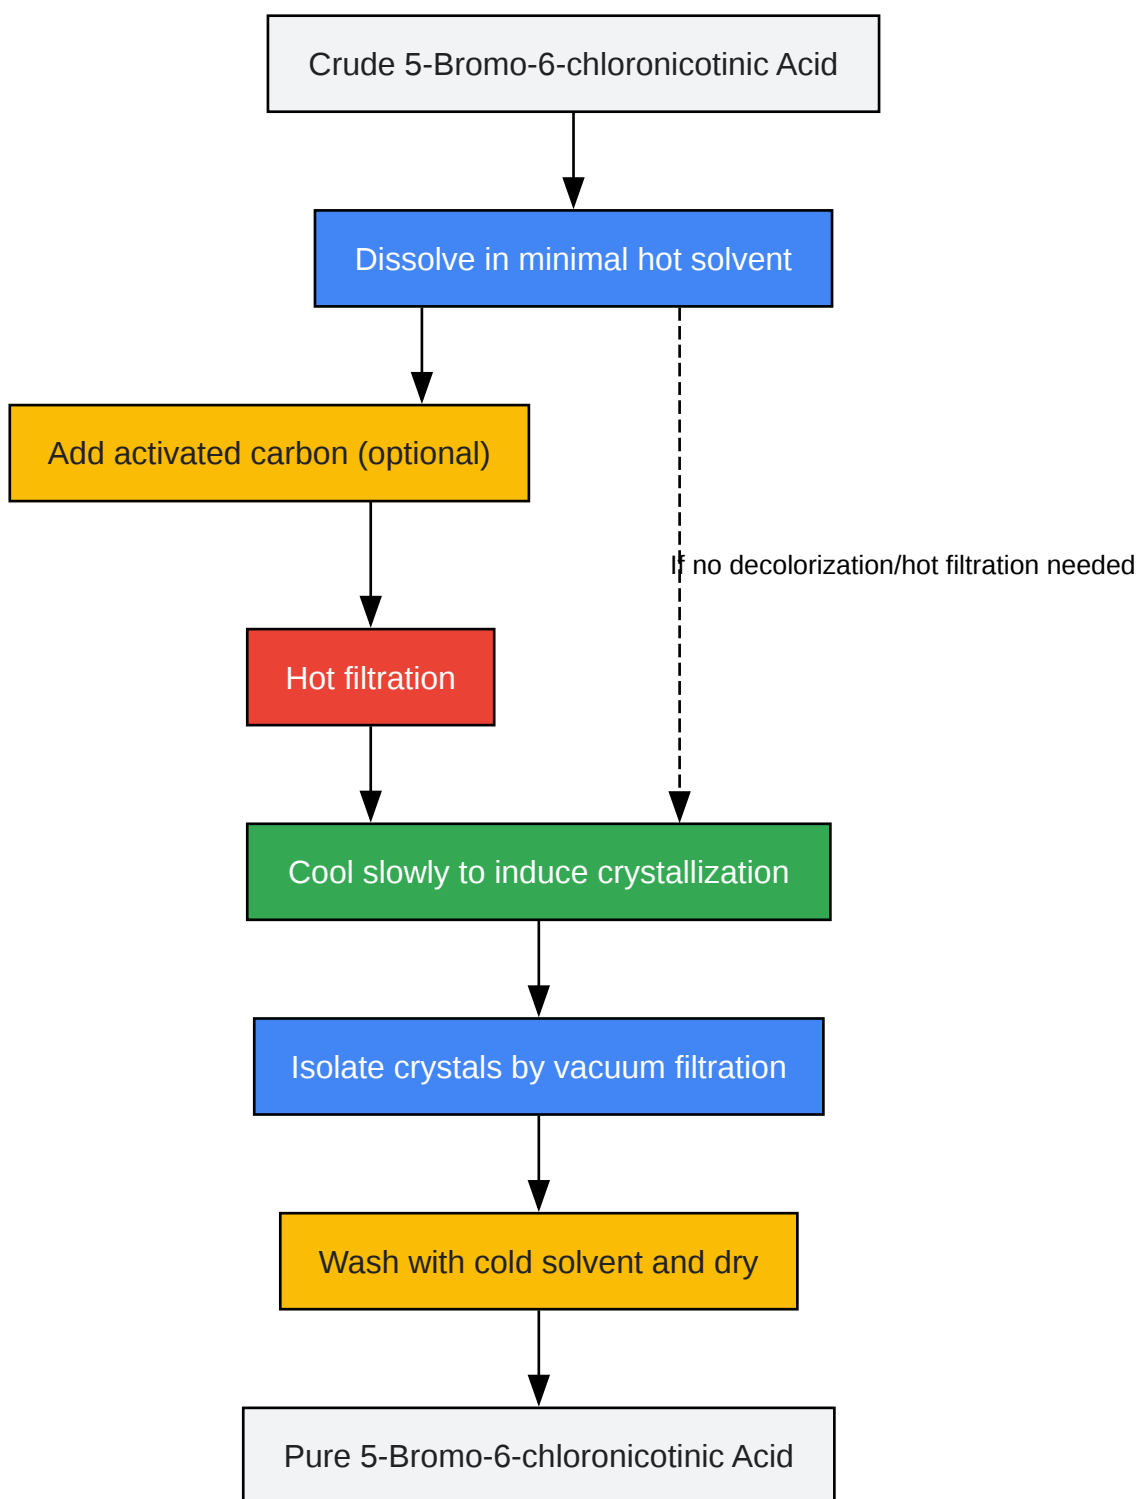 Crude 5-Bromo-6-chloronicotinic Acid
Dissolve in minimal hot solvent
Add activated carbon (optional)
If no decolorization/hot filtration needed
Hot filtration
Cool slowly to induce crystallization
Isolate crystals by vacuum filtration
Wash with cold solvent and dry
Pure 5-Bromo-6-chloronicotinic Acid